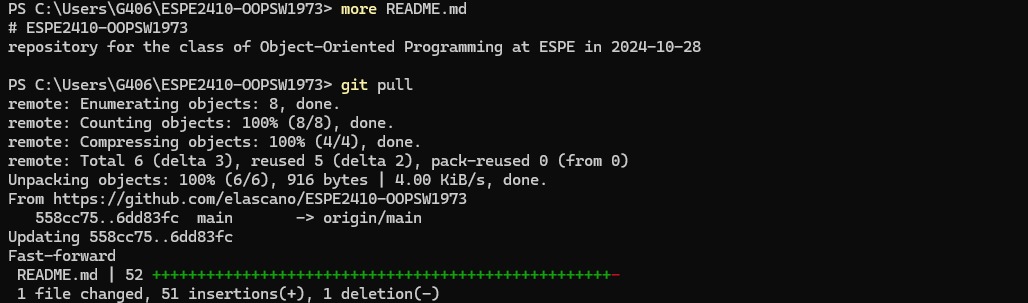 PS C:\Users\G406\ESPE2410-OOPSW1973> more README.md
# ESPE2410-OOPSW1973
repository for the class of Object-Oriented Programming at ESPE in 2024-10-28
PS C:\Users\G406\ESPE2410-OOPSW1973> git pull
remote: Enumerating objects: 8, done.
remote: Counting objects: 100% (8/8), done.
remote: Compressing objects: 100% (4/4), done.
remote: Total 6 (delta 3), reused 5 (delta 2), pack-reused 0 (from 0)
Unpacking objects: 100% (6/6), 916 bytes | 4.00 KiB/s, done.
From https://github.com/elascano/ESPE2410-OOPSW1973
   558cc75..6dd83fc  main       -> origin/main
Updating 558cc75..6dd83fc
Fast-forward
 README.md | 52 +++++++++++++++++++++++++++++++++++++++++++++++++++-
 1 file changed, 51 insertions(+), 1 deletion(-)